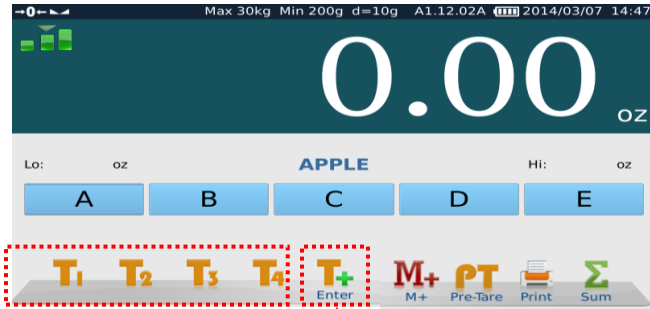 →0← Max 30kg Min 200g d=10g A1.12.02A 2014/03/07 14:47
0.00 oz
Lo: oz APPLE Hi: oz
A B C D E
T1 T2 T3 T4 T+ M+ PT Σ
Enter M+ Pre-Tare Print Sum